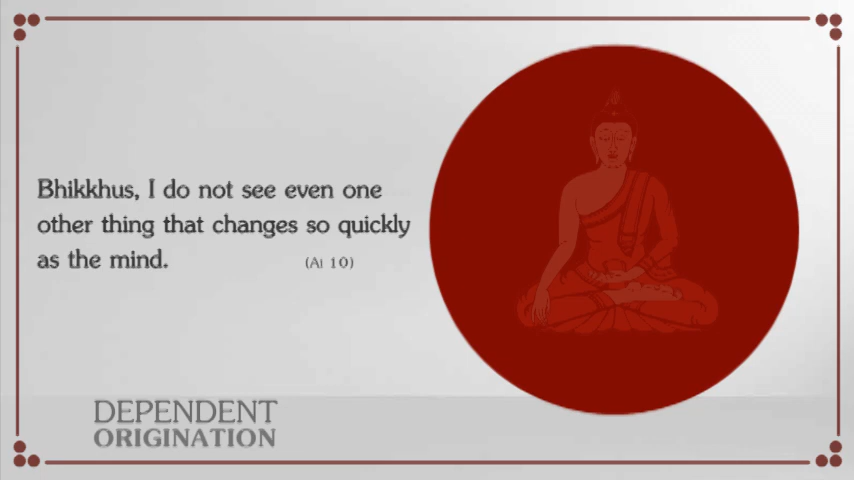 Bhikkhus, I do not see even one
other thing that changes so quickly
as the mind.
(Ai 10)
DEPENDENT
ORIGINATION